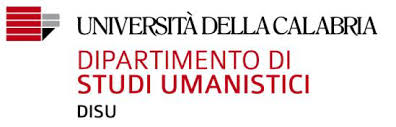 UNIVERSITÀ DELLA CALABRIA
DIPARTIMENTO DI
STUDI UMANISTICI
DISU